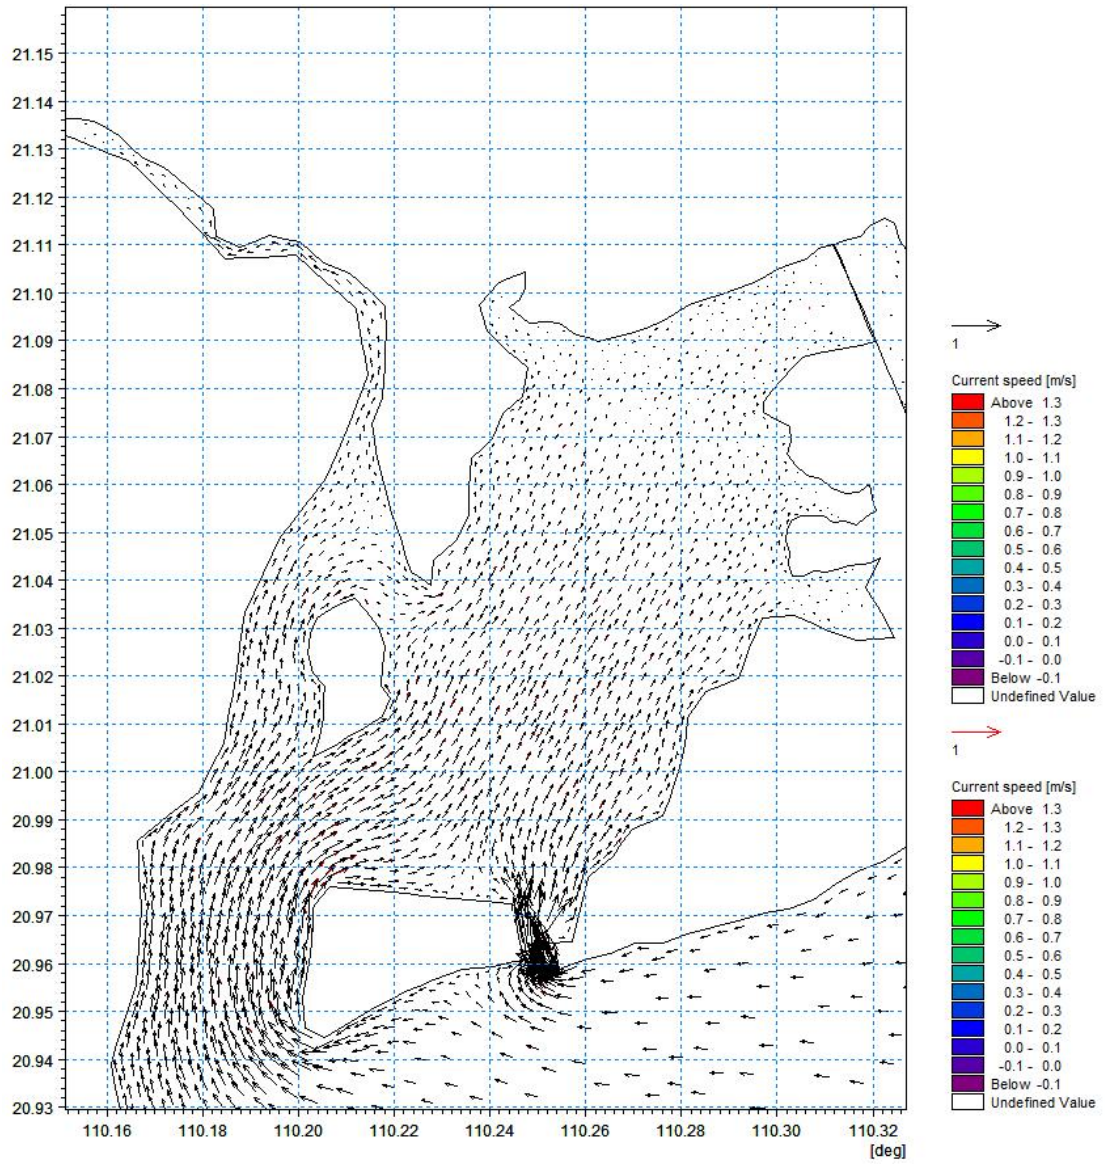 21.15
21.14
21.13
21.12
21.11
21.10
21.09
21.08
21.07
21.06
21.05
21.04
21.03
21.02
21.01
21.00
20.99
20.98
20.97
20.96
20.95
20.94
20.93
110.16 110.18 110.20 110.22 110.24 110.26 110.28 110.30 110.32
[deg]
1
Current speed [m/s]
Above 1.3
1.2 - 1.3
1.1 - 1.2
1.0 - 1.1
0.9 - 1.0
0.8 - 0.9
0.7 - 0.8
0.6 - 0.7
0.5 - 0.6
0.4 - 0.5
0.3 - 0.4
0.2 - 0.3
0.1 - 0.2
0.0 - 0.1
-0.1 - 0.0
Below -0.1
Undefined Value
1
Current speed [m/s]
Above 1.3
1.2 - 1.3
1.1 - 1.2
1.0 - 1.1
0.9 - 1.0
0.8 - 0.9
0.7 - 0.8
0.6 - 0.7
0.5 - 0.6
0.4 - 0.5
0.3 - 0.4
0.2 - 0.3
0.1 - 0.2
0.0 - 0.1
-0.1 - 0.0
Below -0.1
Undefined Value